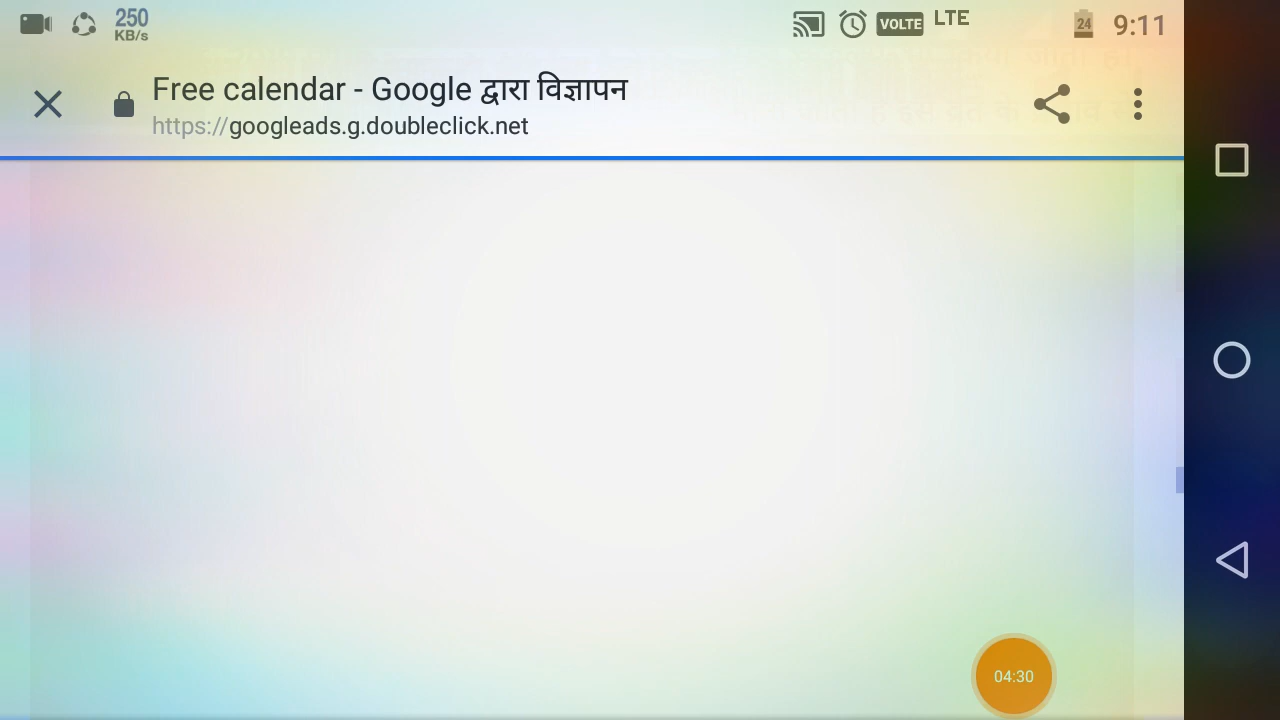 250
KB/s
VOLTE LTE 24 9:11
Free calendar - Google द्वारा विज्ञापन
https://googleads.g.doubleclick.net
04:30